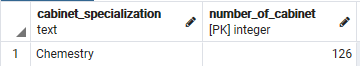 cabinet_specialization number_of_cabinet
text [PK] integer
1 Chemestry 126